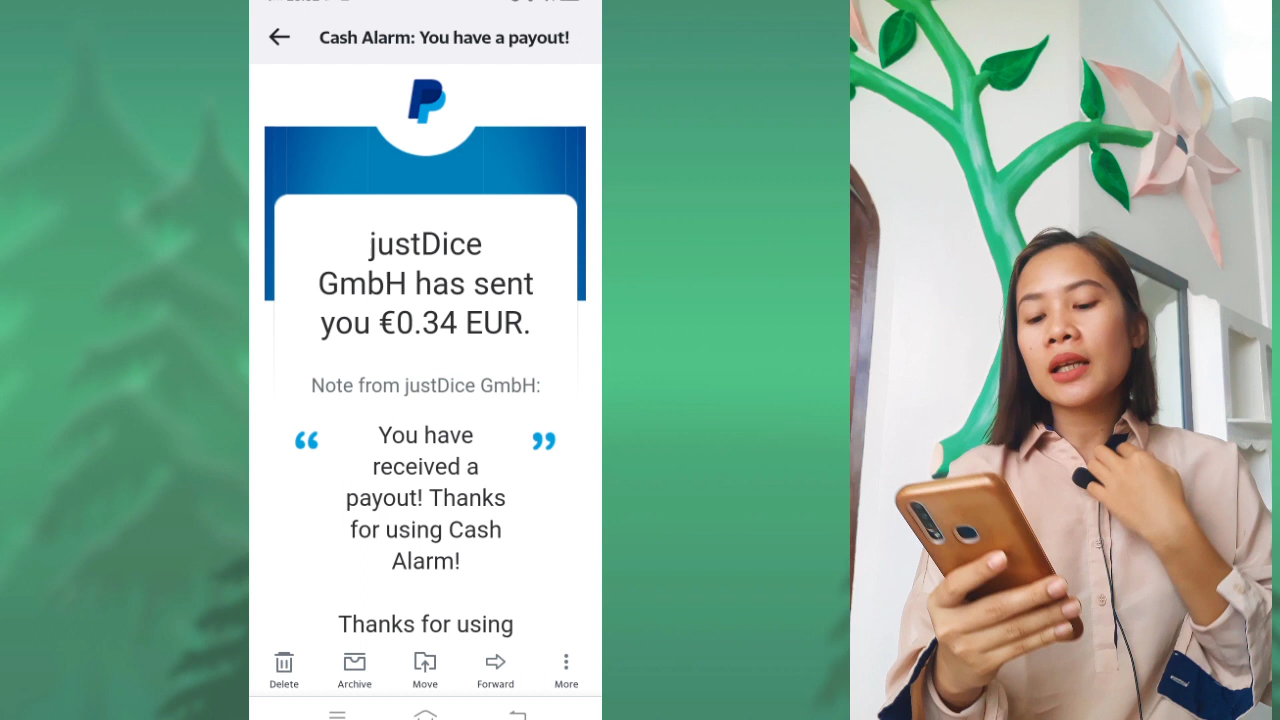 Cash Alarm: You have a payout!
justDice
GmbH has sent
you €0.34 EUR.
Note from justDice GmbH:
“ You have ”
received a
payout! Thanks
for using Cash
Alarm!
Thanks for using
Delete Archive Move Forward More